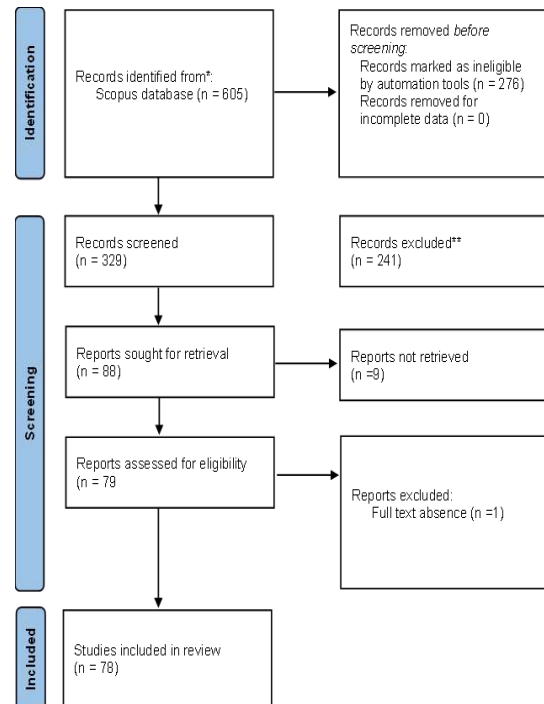 Identification
Records identified from*:
Scopus database (n = 605)
Records removed before
screening:
Records marked as ineligible
by automation tools (n = 276)
Records removed for
incomplete data (n = 0)
Screening
Records screened
(n = 329)
Records excluded**
(n = 241)
Reports sought for retrieval
(n = 88)
Reports not retrieved
(n =9)
Reports assessed for eligibility
(n = 79
Reports excluded:
Full text absence (n =1)
Included
Studies included in review
(n = 78)